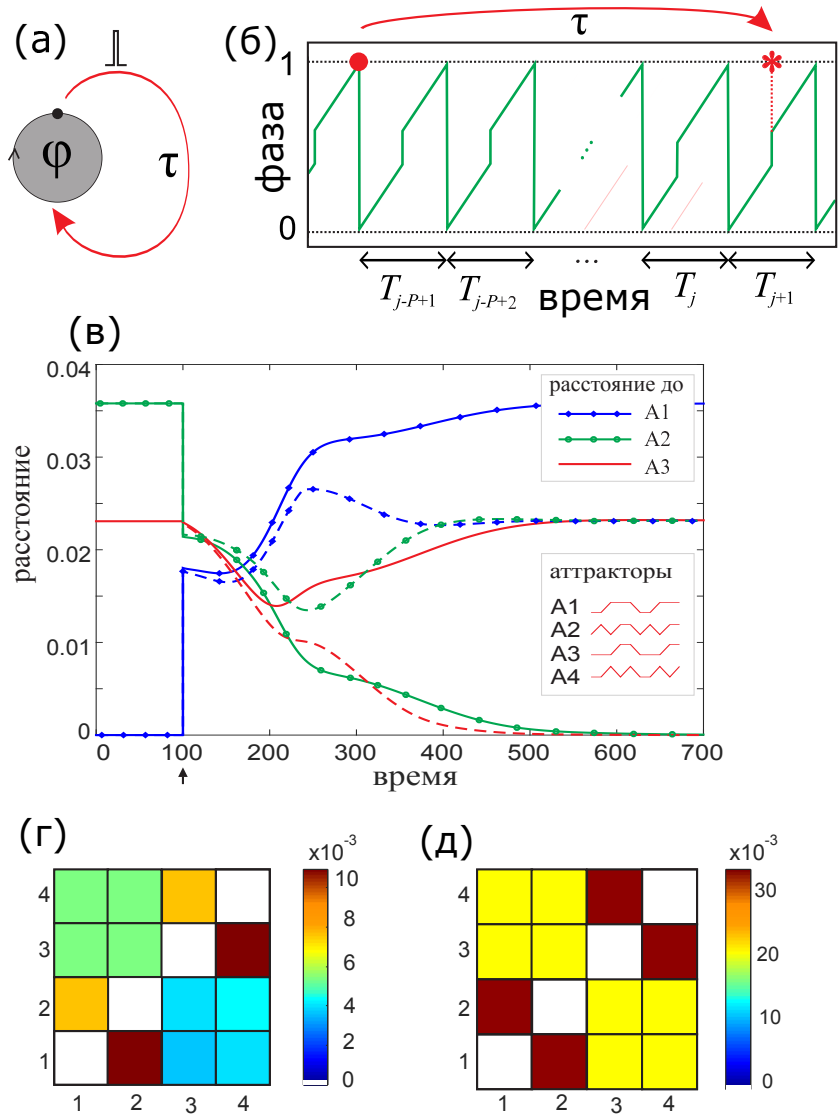 (а)
φ
τ
(б)
τ
фаза
1
0
...
T_{j-P+1} T_{j-P+2} время T_j T_{j+1}
(в)
расстояние
0.04
0.03
0.02
0.01
0
0 100 200 300 400 500 600 700
время
расстояние до
A1
A2
A3
аттракторы
A1
A2
A3
A4
(г)
x10⁻³
4
3
2
1
1 2 3 4
10
8
6
4
2
0
(д)
x10⁻³
4
3
2
1
1 2 3 4
30
20
10
0